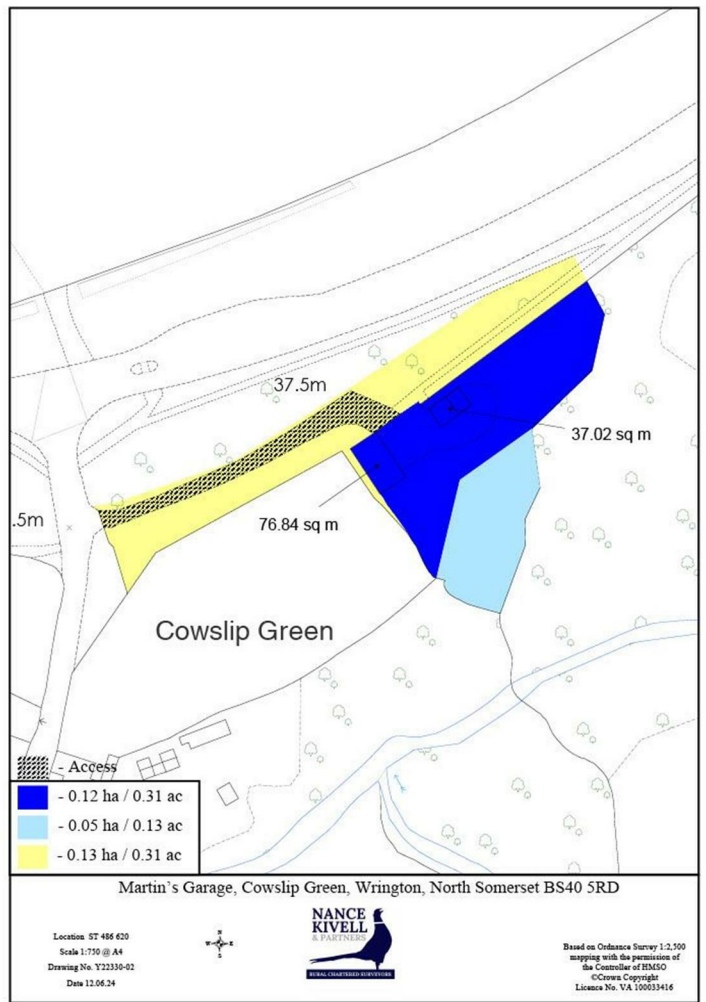 37.5m
37.02 sq m
.5m
76.84 sq m
Cowslip Green
- Access
- 0.12 ha / 0.31 ac
- 0.05 ha / 0.13 ac
- 0.13 ha / 0.31 ac
Martin's Garage, Cowslip Green, Wrington, North Somerset BS40 5RD
Location ST 486 620
Scale 1:750 @ A4
Drawing No. Y22330-02
Date 12.06.24
N
W E
S
NANCE
KIVELL
& PARTNERS
RURAL CHARTERED SURVEYORS
Based on Ordnance Survey 1:2,500
mapping with the permission of
the Controller of HMSO
©Crown Copyright
Licence No. VA 100033416